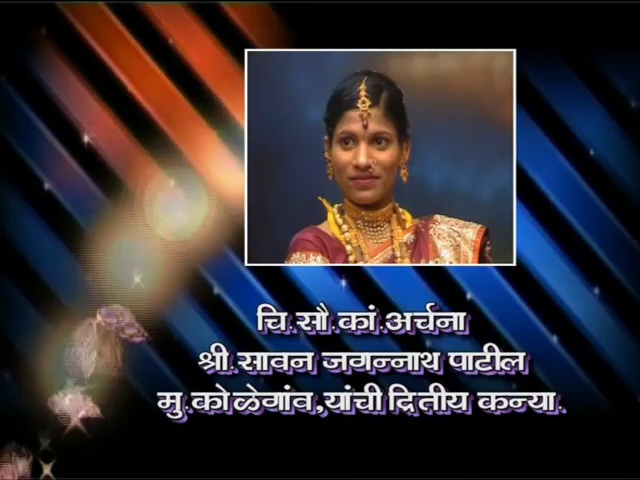 चि.सौ.कां.अर्चना
श्री.सावन जगन्नाथ पाटील
मु.कोळेगांव,यांची द्वितीय कन्या.